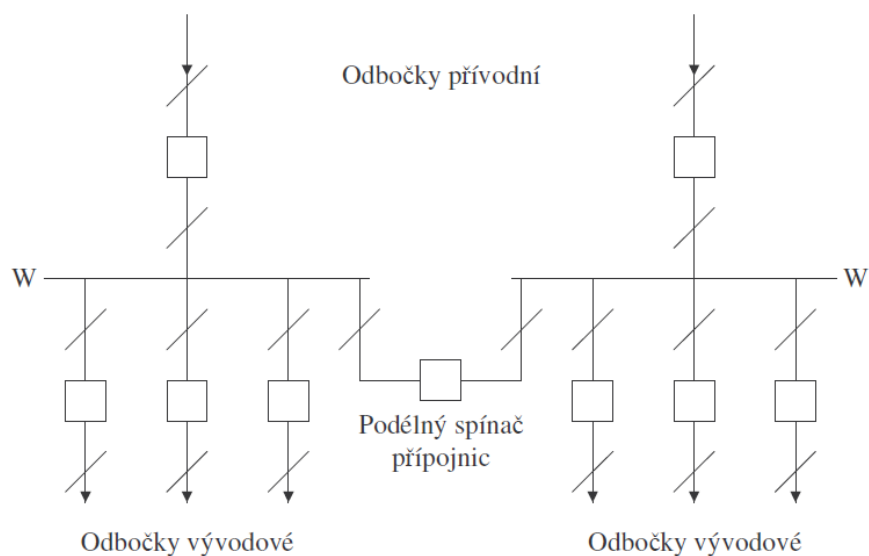 Odbočky přívodní
W
W
Podélný spínač
přípojnic
Odbočky vývodové
Odbočky vývodové